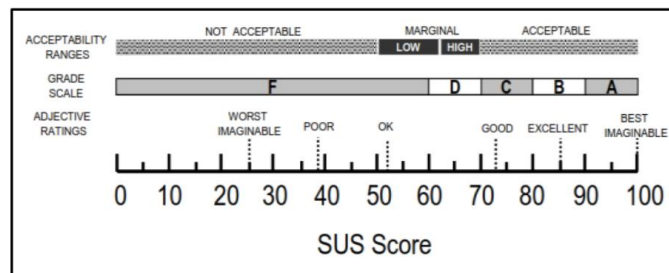 NOT ACCEPTABLE MARGINAL ACCEPTABLE
ACCEPTABILITY RANGES LOW HIGH
GRADE SCALE F D C B A
ADJECTIVE RATINGS WORST IMAGINABLE POOR OK GOOD EXCELLENT BEST IMAGINABLE
0 10 20 30 40 50 60 70 80 90 100
SUS Score